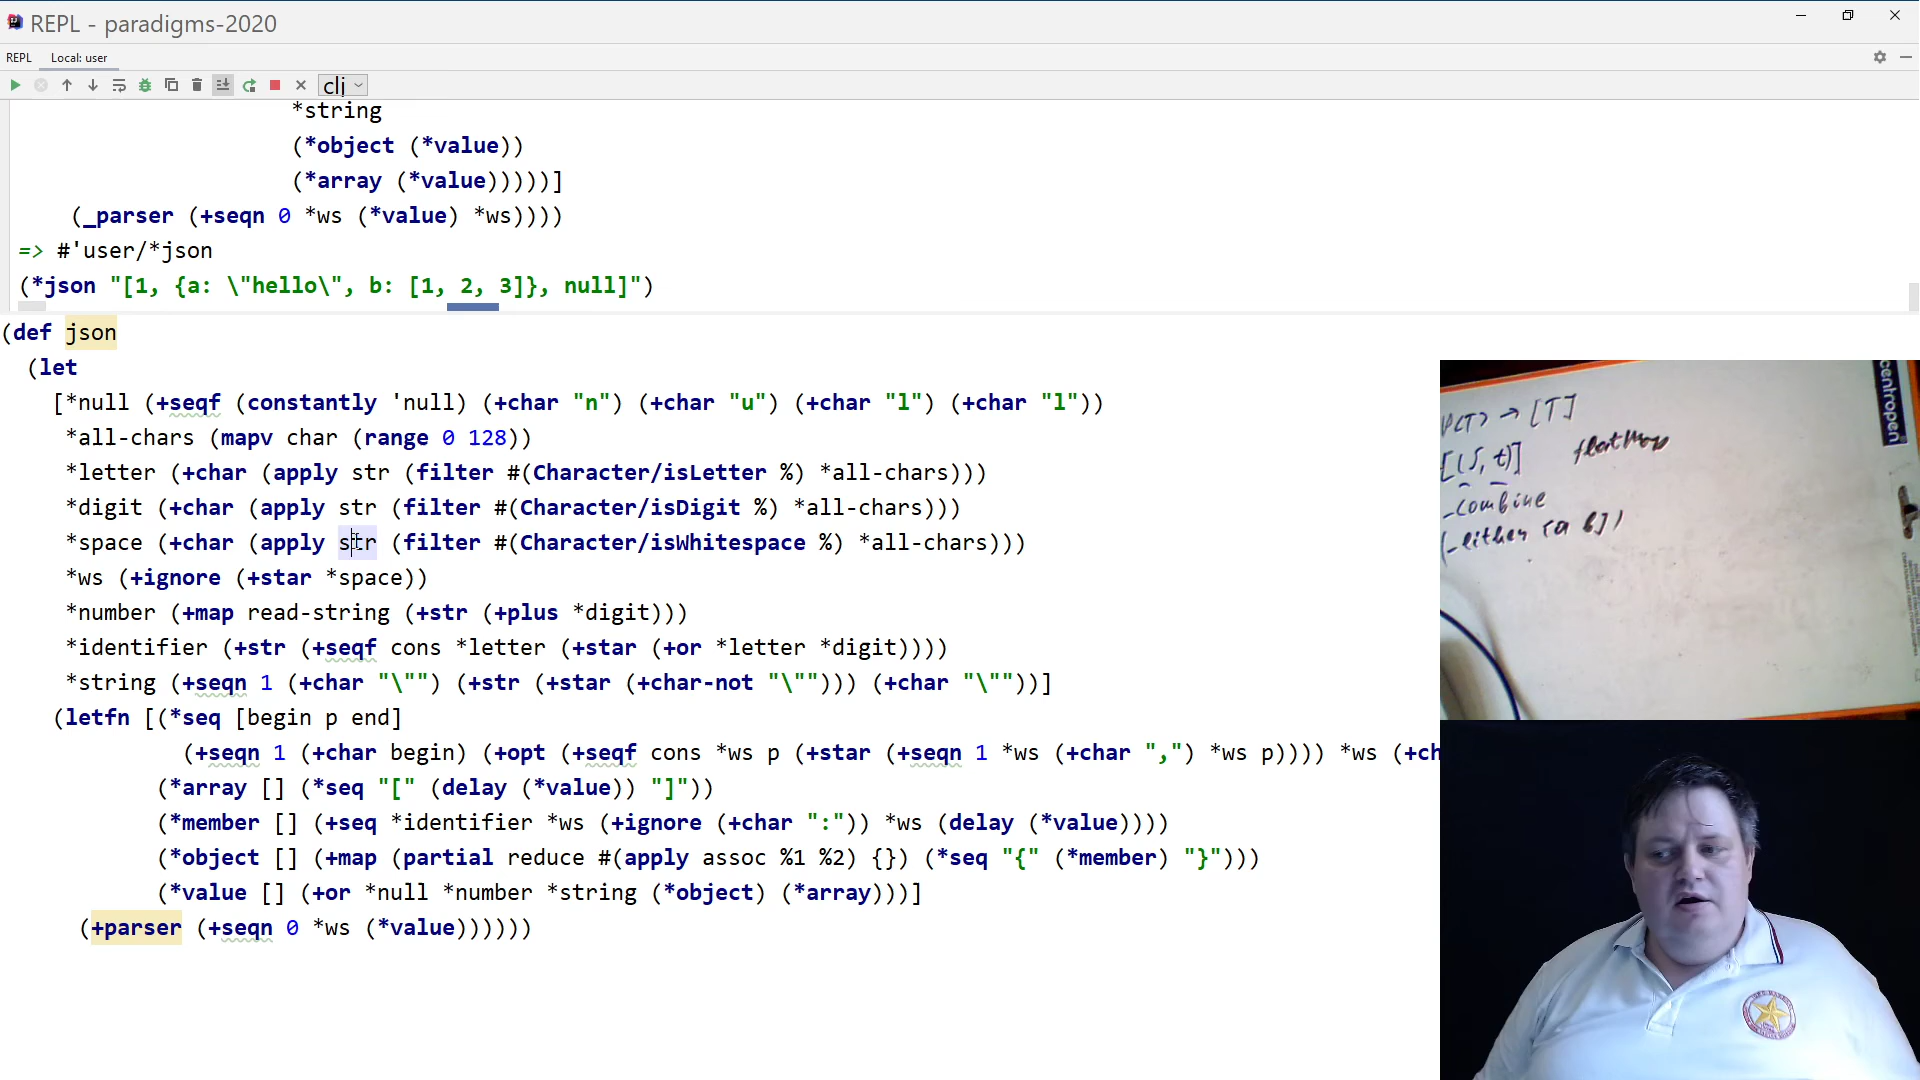 REPL - paradigms-2020
REPL Local: user
clj
*string
(*object (*value))
(*array (*value)))))]
(_parser (+seqn 0 *ws (*value) *ws))))
=> #'user/*json
(*json "[1, {a: \"hello\", b: [1, 2, 3]}, null]")
(def json
(let
[*null (+seqf (constantly 'null) (+char "n") (+char "u") (+char "l") (+char "l"))
*all-chars (mapv char (range 0 128))
*letter (+char (apply str (filter #(Character/isLetter %) *all-chars)))
*digit (+char (apply str (filter #(Character/isDigit %) *all-chars)))
*space (+char (apply str (filter #(Character/isWhitespace %) *all-chars)))
*ws (+ignore (+star *space))
*number (+map read-string (+str (+plus *digit)))
*identifier (+str (+seqf cons *letter (+star (+or *letter *digit))))
*string (+seqn 1 (+char "\"") (+str (+star (+char-not "\""))) (+char "\""))]
(letfn [(*seq [begin p end]
(+seqn 1 (+char begin) (+opt (+seqf cons *ws p (+star (+seqn 1 *ws (+char ",") *ws p)))) *ws (+ch
(*array [] (*seq "[" (delay (*value)) "]"))
(*member [] (+seq *identifier *ws (+ignore (+char ":")) *ws (delay (*value))))
(*object [] (+map (partial reduce #(apply assoc %1 %2) {}) (*seq "{" (*member) "}")))
(*value [] (+or *null *number *string (*object) (*array)))]
(+parser (+seqn 0 *ws (*value))))))
centropen
P(T) → [T]
[(S, t)] flatMap
_combine
(_either [a b])